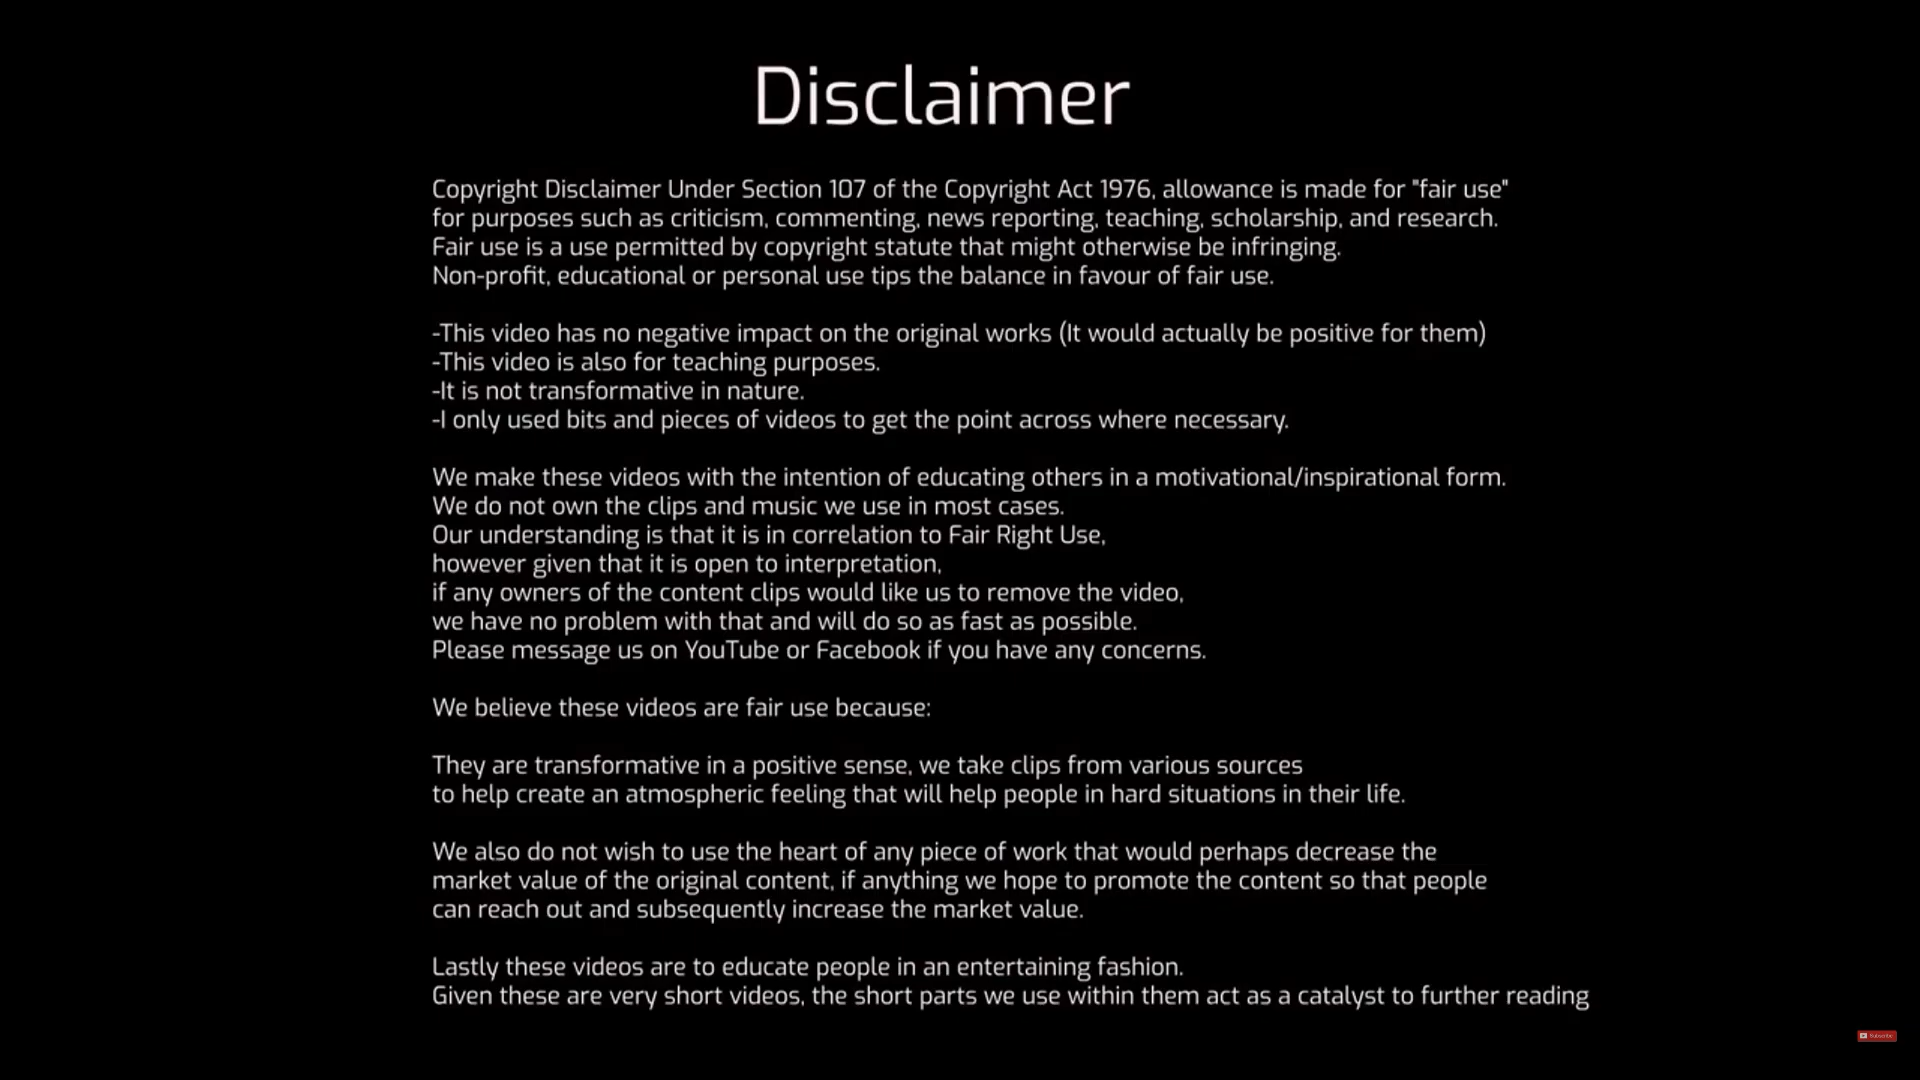 Disclaimer
Copyright Disclaimer Under Section 107 of the Copyright Act 1976, allowance is made for "fair use"
for purposes such as criticism, commenting, news reporting, teaching, scholarship, and research.
Fair use is a use permitted by copyright statute that might otherwise be infringing.
Non-profit, educational or personal use tips the balance in favour of fair use.
-This video has no negative impact on the original works (It would actually be positive for them)
-This video is also for teaching purposes.
-It is not transformative in nature.
-I only used bits and pieces of videos to get the point across where necessary.
We make these videos with the intention of educating others in a motivational/inspirational form.
We do not own the clips and music we use in most cases.
Our understanding is that it is in correlation to Fair Right Use,
however given that it is open to interpretation,
if any owners of the content clips would like us to remove the video,
we have no problem with that and will do so as fast as possible.
Please message us on YouTube or Facebook if you have any concerns.
We believe these videos are fair use because:
They are transformative in a positive sense, we take clips from various sources
to help create an atmospheric feeling that will help people in hard situations in their life.
We also do not wish to use the heart of any piece of work that would perhaps decrease the
market value of the original content, if anything we hope to promote the content so that people
can reach out and subsequently increase the market value.
Lastly these videos are to educate people in an entertaining fashion.
Given these are very short videos, the short parts we use within them act as a catalyst to further reading
Subscribe